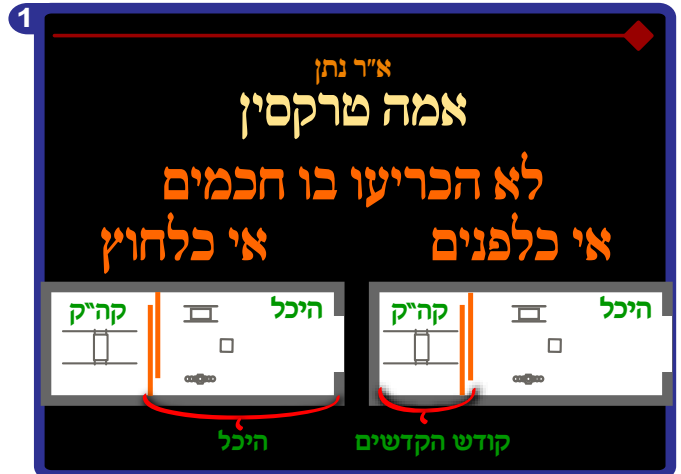 1
א״ר נתן
אמה טרקסין
לא הכריעו בו חכמים
אי כלפנים אי כלחוץ
היכל קה״ק היכל קה״ק
קודש הקדשים היכל